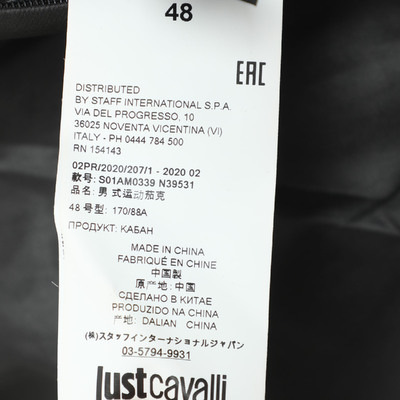 48
EAC
DISTRIBUTED
BY STAFF INTERNATIONAL S.P.A.
VIA DEL PROGRESSO, 10
36025 NOVENTA VICENTINA (VI)
ITALY - PH 0444 784 500
RN 154143
02PR/2020/207/1 - 2020 02
款号: S01AM0339 N39531
品名: 男式运动茄克
48 号型: 170/88A
ПРОДУКТ: КАБАН
MADE IN CHINA
FABRIQUÉ EN CHINE
中国製
原产地: 中国
СДЕЛАНО В КИТАЕ
PRODUZIDO NA CHINA
产地: DALIAN CHINA
(株)スタッフインターナショナルジャパン
03-5794-9931
just cavalli